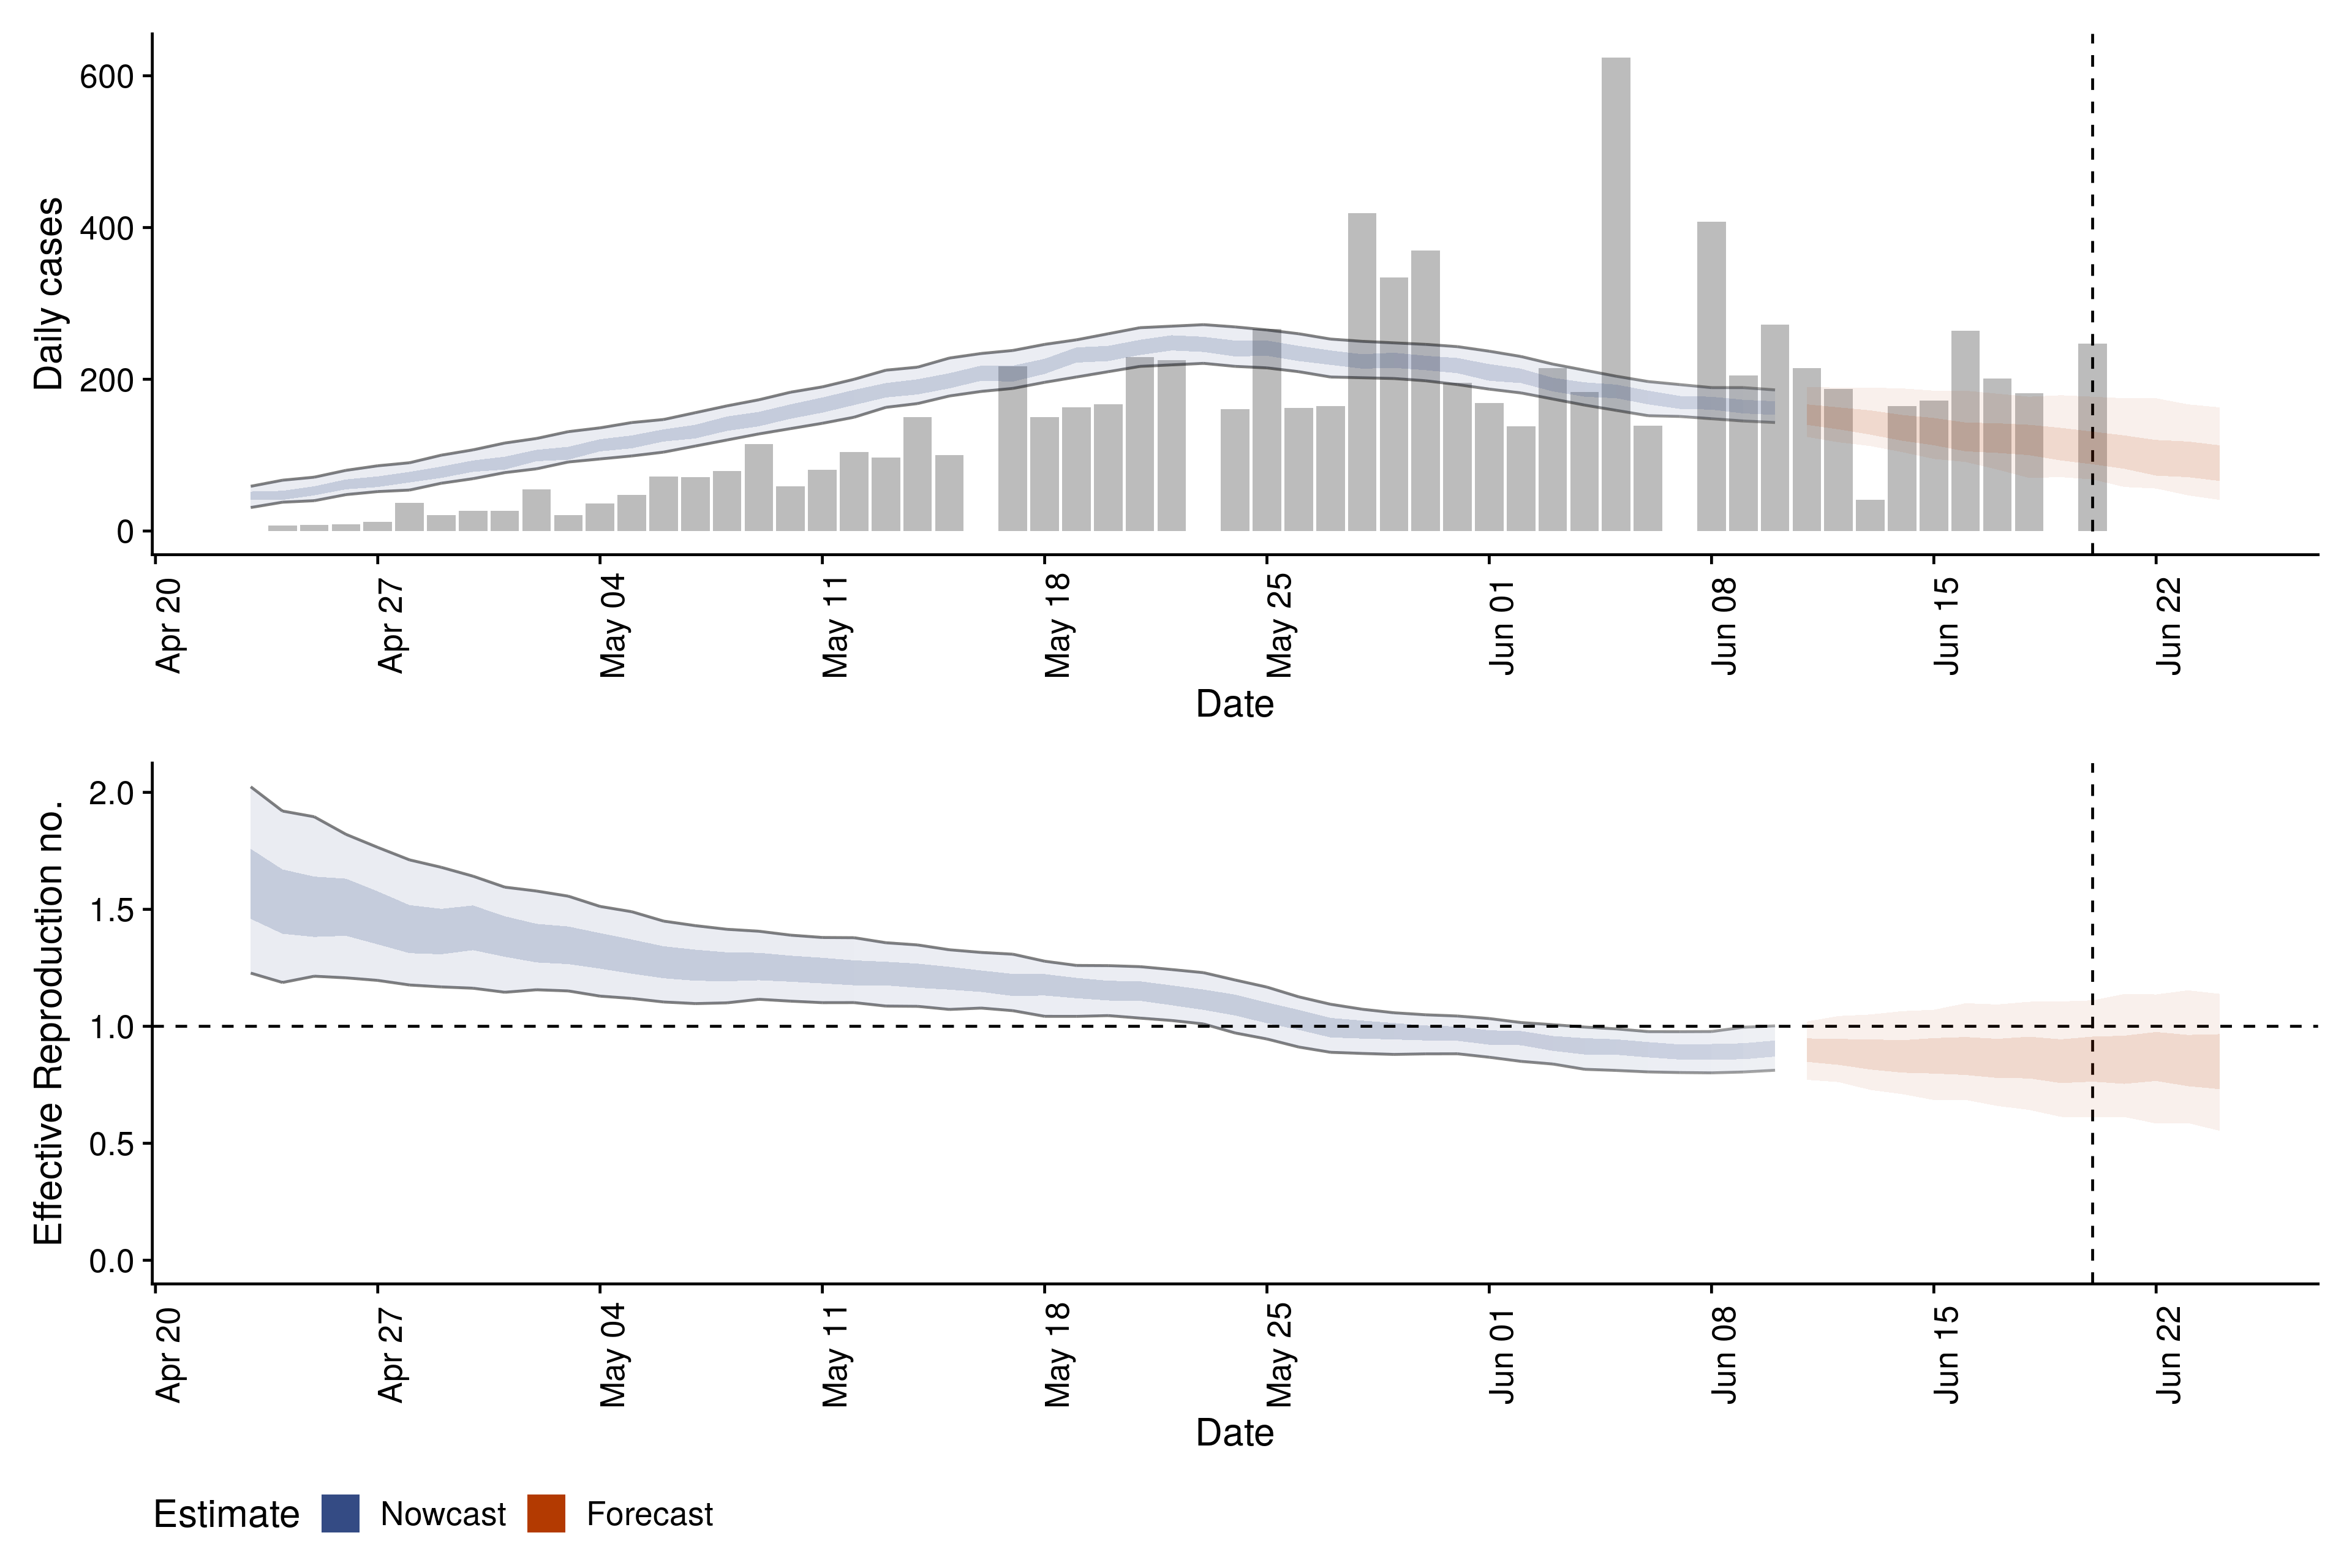 Daily cases
600
400
200
0
Apr 20
Apr 27
May 04
May 11
May 18
May 25
Jun 01
Jun 08
Jun 15
Jun 22
Date
Effective Reproduction no.
2.0
1.5
1.0
0.5
0.0
Apr 20
Apr 27
May 04
May 11
May 18
May 25
Jun 01
Jun 08
Jun 15
Jun 22
Date
Estimate Nowcast Forecast